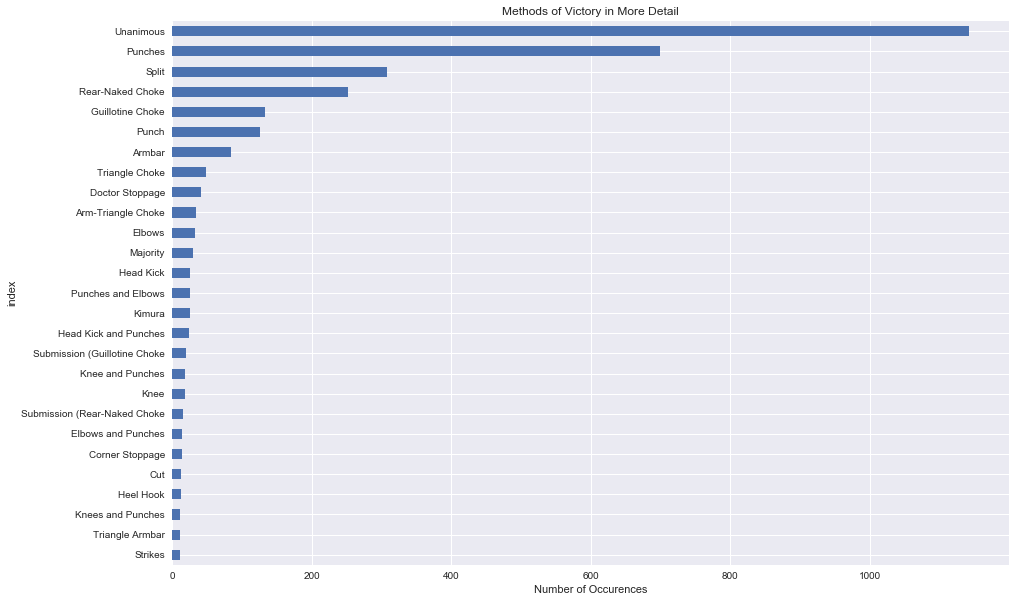 Methods of Victory in More Detail
Unanimous
Punches
Split
Rear-Naked Choke
Guillotine Choke
Punch
Armbar
Triangle Choke
Doctor Stoppage
Arm-Triangle Choke
Elbows
Majority
Head Kick
Punches and Elbows
Kimura
Head Kick and Punches
Submission (Guillotine Choke
Knee and Punches
Knee
Submission (Rear-Naked Choke
Elbows and Punches
Corner Stoppage
Cut
Heel Hook
Knees and Punches
Triangle Armbar
Strikes
index
0 200 400 600 800 1000
Number of Occurences